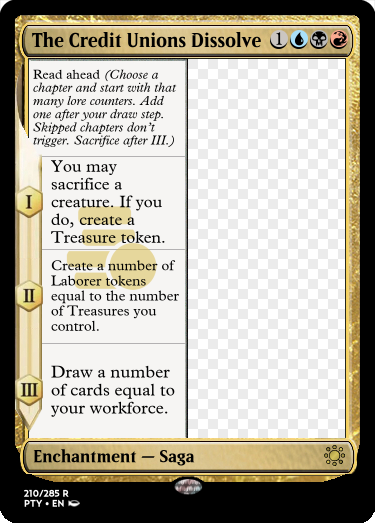 The Credit Unions Dissolve 1
Read ahead (Choose a
chapter and start with that
many lore counters. Add
one after your draw step.
Skipped chapters don't
trigger. Sacrifice after III.)
I
You may
sacrifice a
creature. If you
do, create a
Treasure token.
II
Create a number of
Laborer tokens
equal to the number
of Treasures you
control.
III
Draw a number
of cards equal to
your workforce.
Enchantment — Saga
210/285 R
PTY • EN